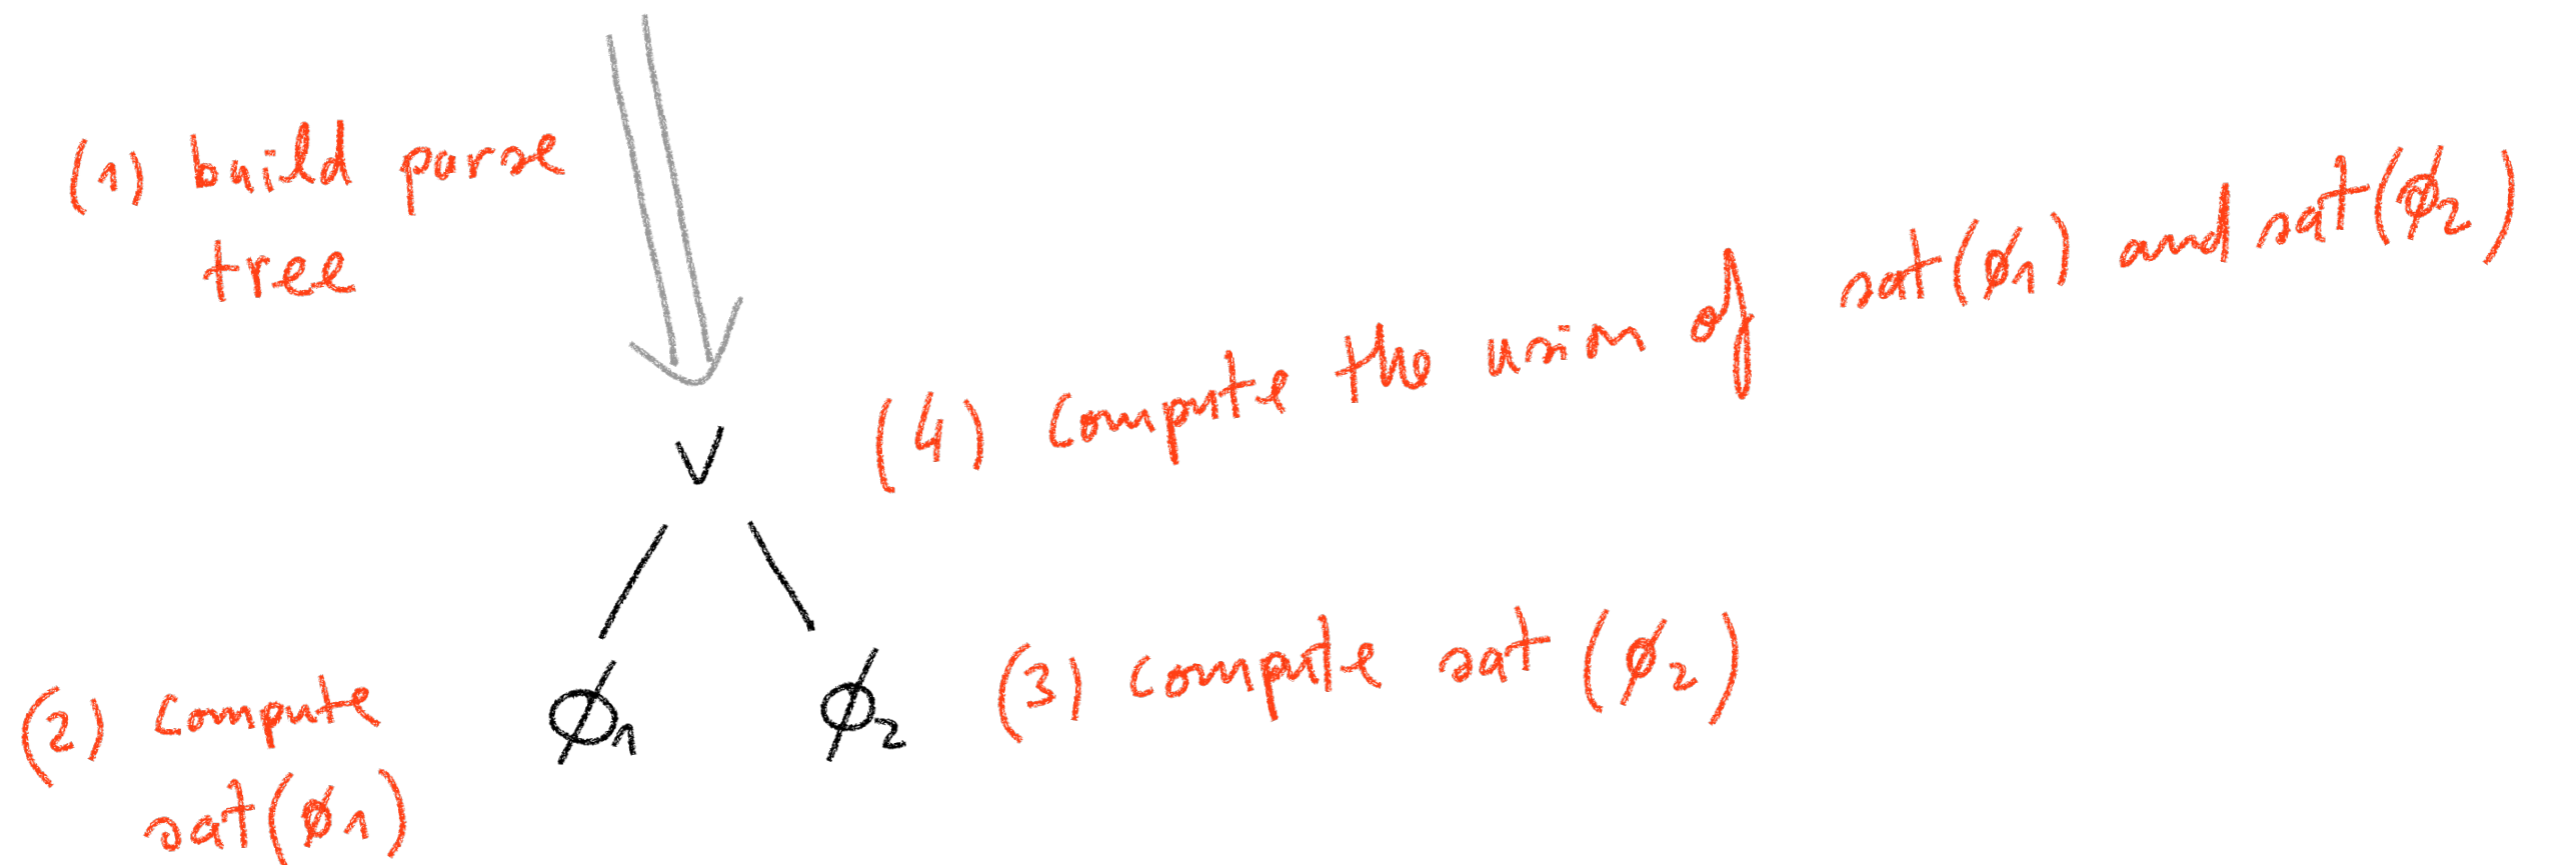 (1) build parse
tree
(4) compute the union of sat(ϕ1) and sat(ϕ2)
∨
ϕ1 ϕ2
(3) compute sat (ϕ2)
(2) compute
sat(ϕ1)